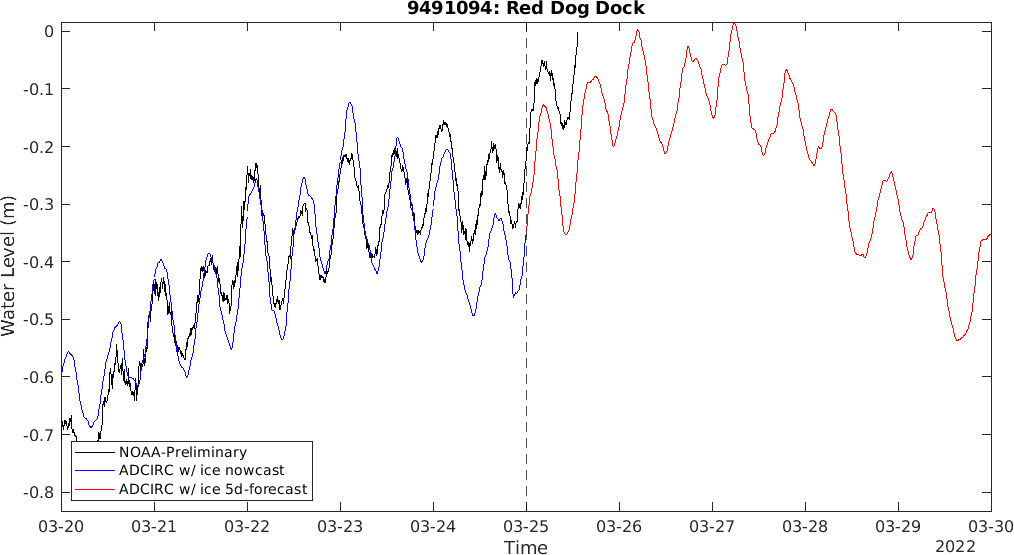 9491094: Red Dog Dock
Water Level (m)
0
-0.1
-0.2
-0.3
-0.4
-0.5
-0.6
-0.7
-0.8
NOAA-Preliminary
ADCIRC w/ ice nowcast
ADCIRC w/ ice 5d-forecast
03-20 03-21 03-22 03-23 03-24 03-25 03-26 03-27 03-28 03-29 03-30
Time
2022